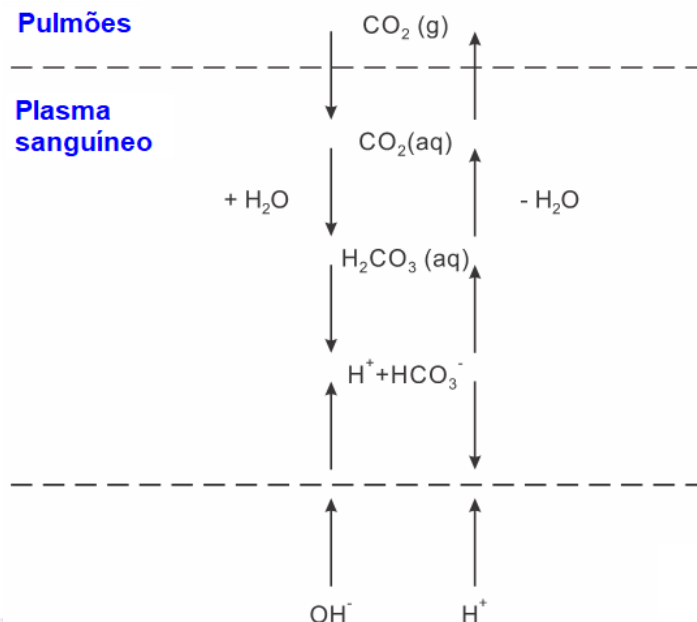 Pulmões
CO₂ (g)
Plasma
sanguíneo
CO₂(aq)
+ H₂O
- H₂O
H₂CO₃ (aq)
H⁺+HCO₃⁻
OH⁻
H⁺